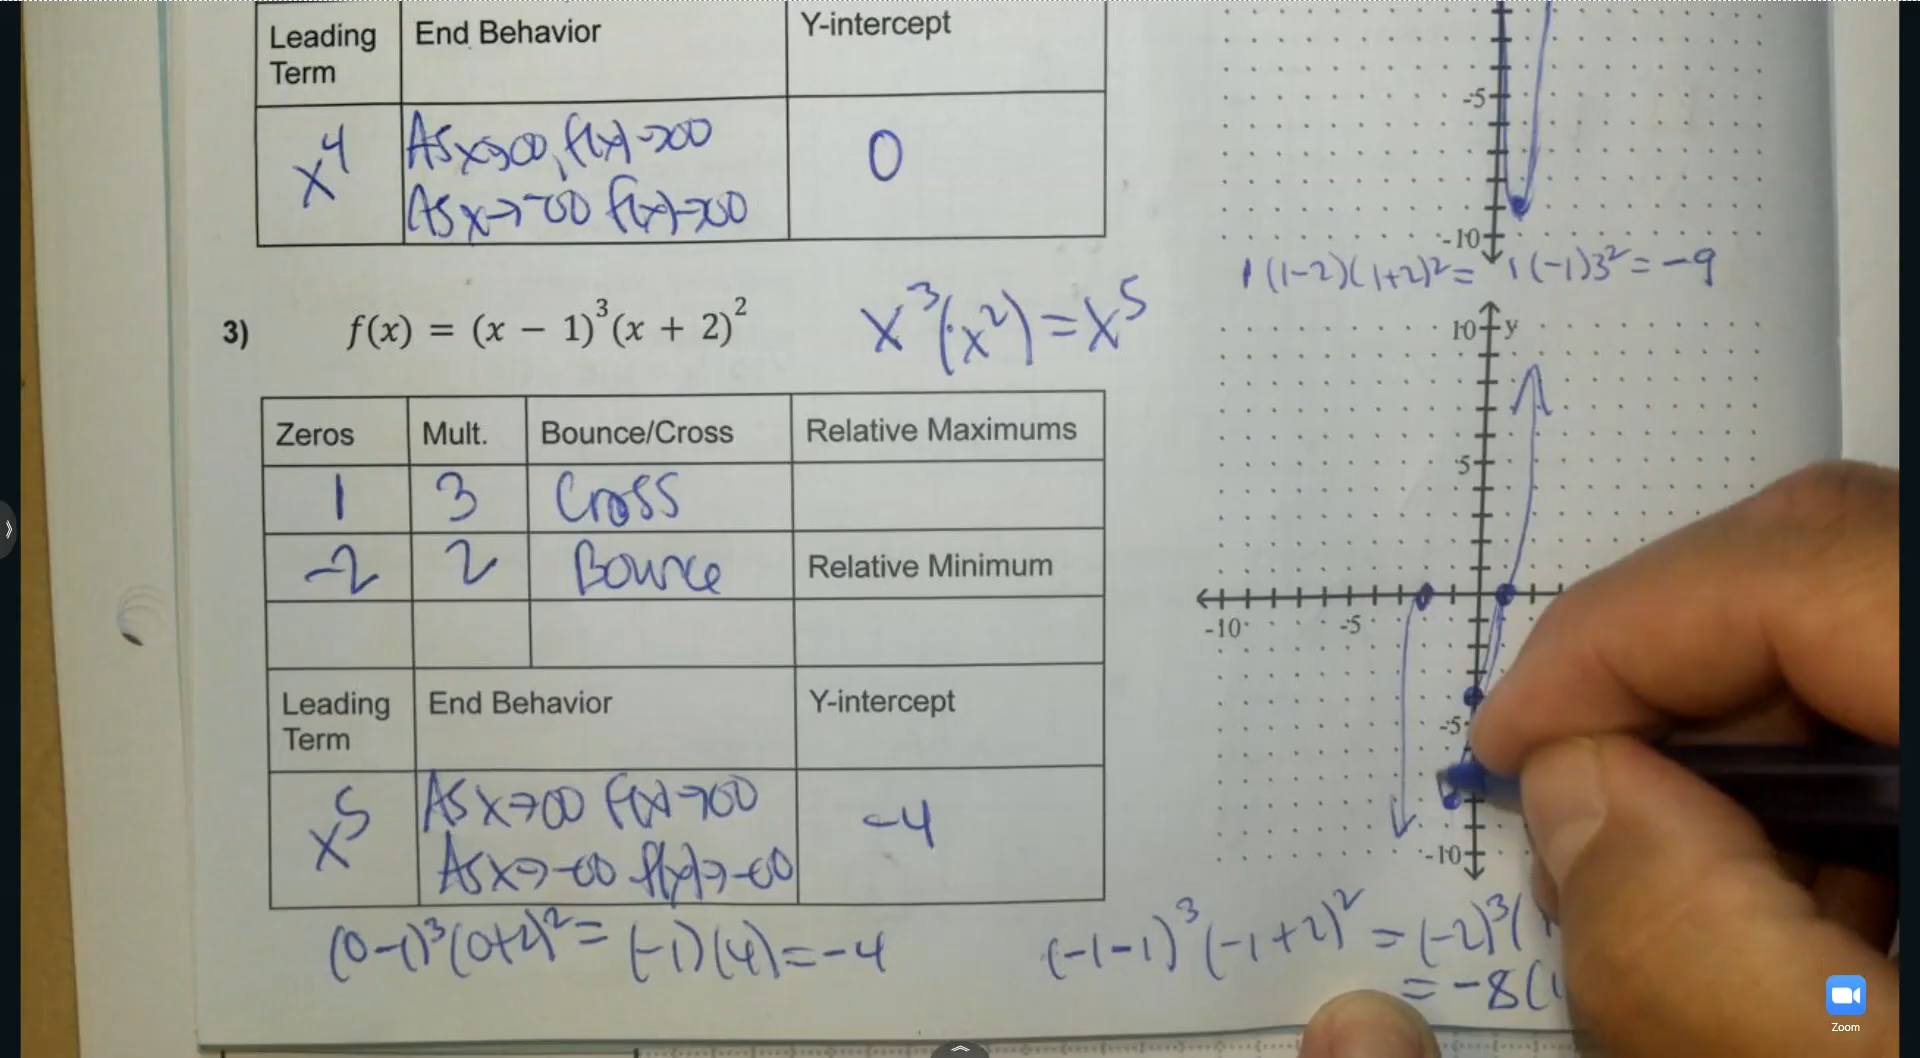 Leading Term
End Behavior
Y-intercept
x⁴
As x→∞, f(x)→∞
As x→-∞ f(x)→∞
0
-5
-10
1(1-2)(1+2)²= 1(-1)3²=-9
3) f(x) = (x − 1)³(x + 2)²
x³(x²)=x⁵
Zeros
Mult.
Bounce/Cross
Relative Maximums
1
3
Cross
-2
2
Bounce
Relative Minimum
Leading Term
End Behavior
Y-intercept
x⁵
As x→∞ f(x)→∞
As x→-∞ f(x)→-∞
-4
(0-1)³(0+2)²= (-1)(4)=-4
10 y
5
-10
-5
-5
-10
(-1-1)³(-1+2)² = (-2)³(
= -8(1
Zoom